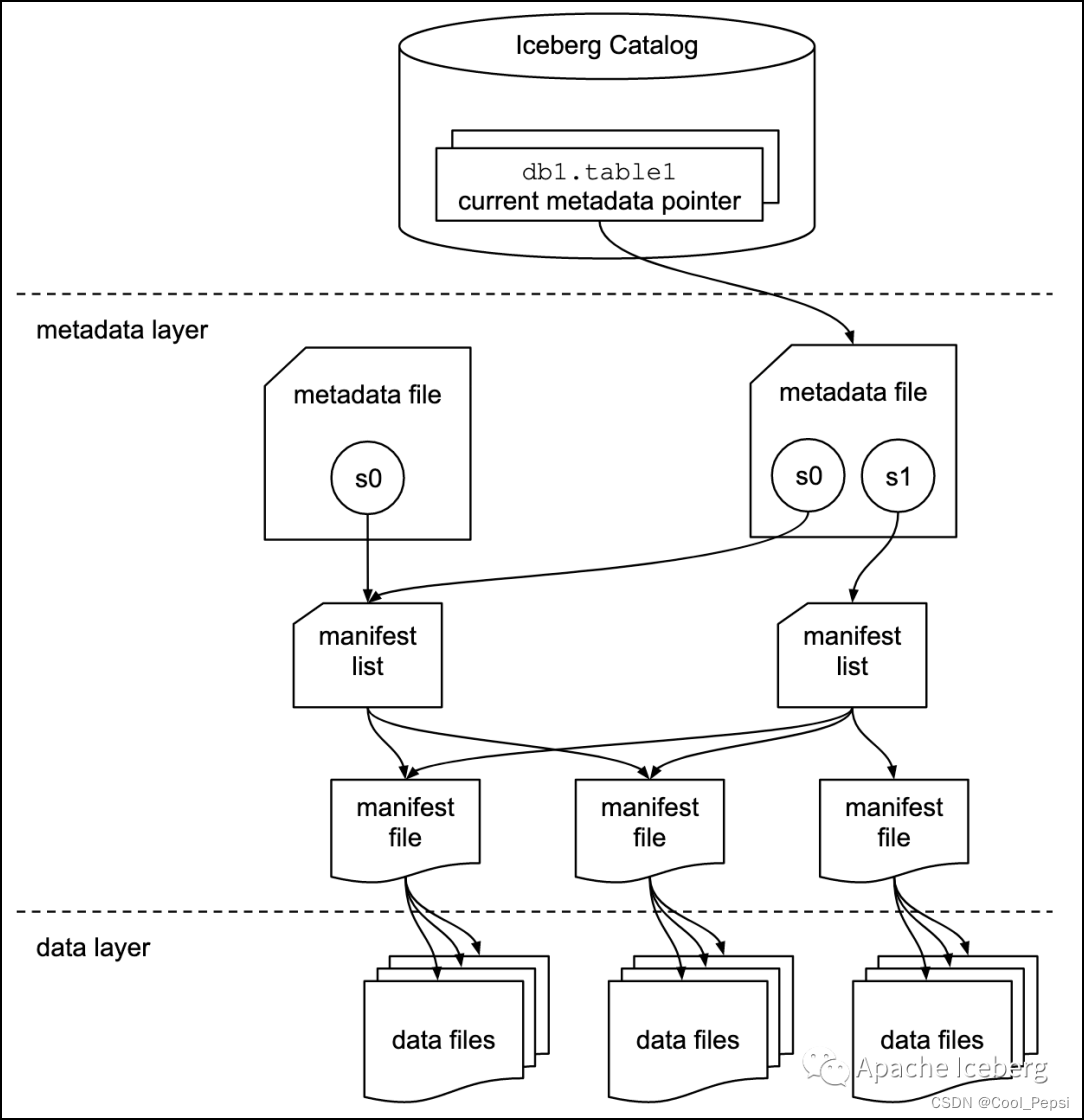 Iceberg Catalog
db1.table1
current metadata pointer
metadata layer
metadata file
metadata file
s0
s0
s1
manifest
list
manifest
list
manifest
file
manifest
file
manifest
file
data layer
data files
data files
data files
Apache Iceberg
CSDN @Cool_Pepsi